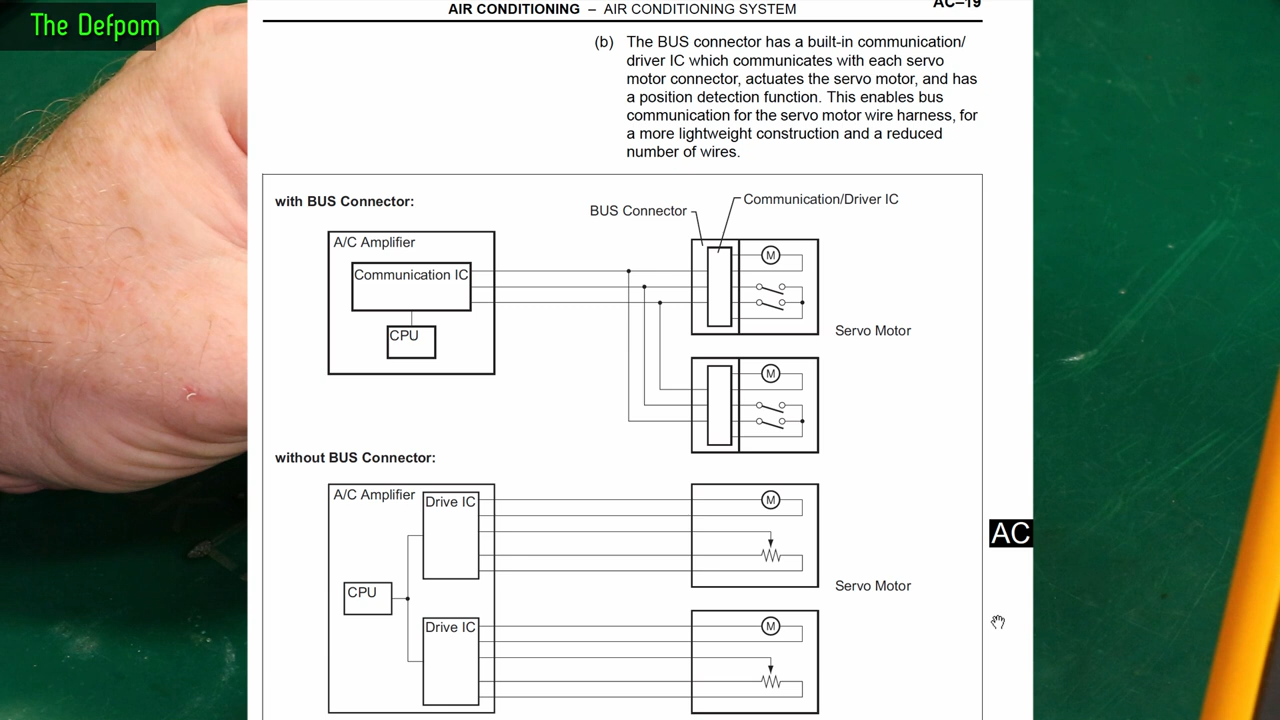 The Defpom
AIR CONDITIONING – AIR CONDITIONING SYSTEM
AC–19
(b) The BUS connector has a built-in communication/
driver IC which communicates with each servo
motor connector, actuates the servo motor, and has
a position detection function. This enables bus
communication for the servo motor wire harness, for
a more lightweight construction and a reduced
number of wires.
with BUS Connector:
Communication/Driver IC
BUS Connector
A/C Amplifier
M
Communication IC
CPU
Servo Motor
M
without BUS Connector:
A/C Amplifier
Drive IC
M
AC
CPU
Servo Motor
Drive IC
M